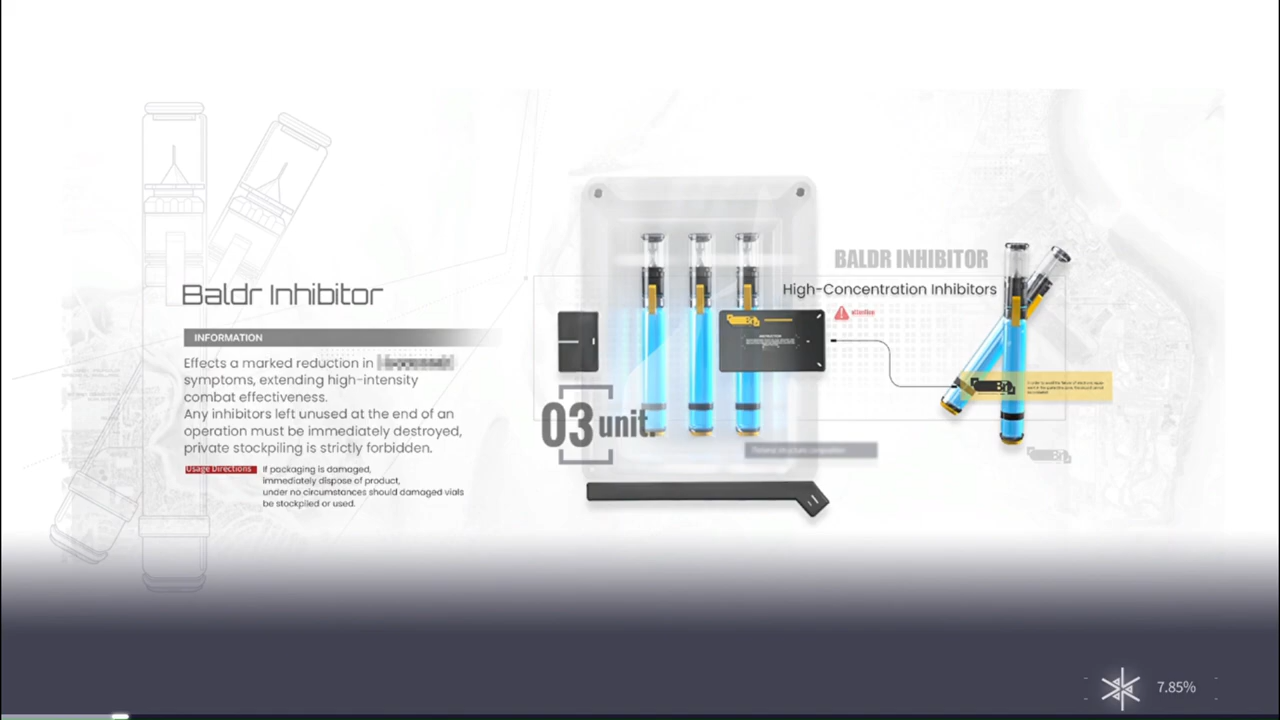 Baldr Inhibitor
INFORMATION
Effects a marked reduction in
symptoms, extending high-intensity
combat effectiveness.
Any inhibitors left unused at the end of an
operation must be immediately destroyed,
private stockpiling is strictly forbidden.
Usage Directions
If packaging is damaged,
immediately dispose of product,
under no circumstances should damaged vials
be stockpiled or used.
03 unit.
BALDR INHIBITOR
High-Concentration Inhibitors
attention
INSTRUCTION
7.85%